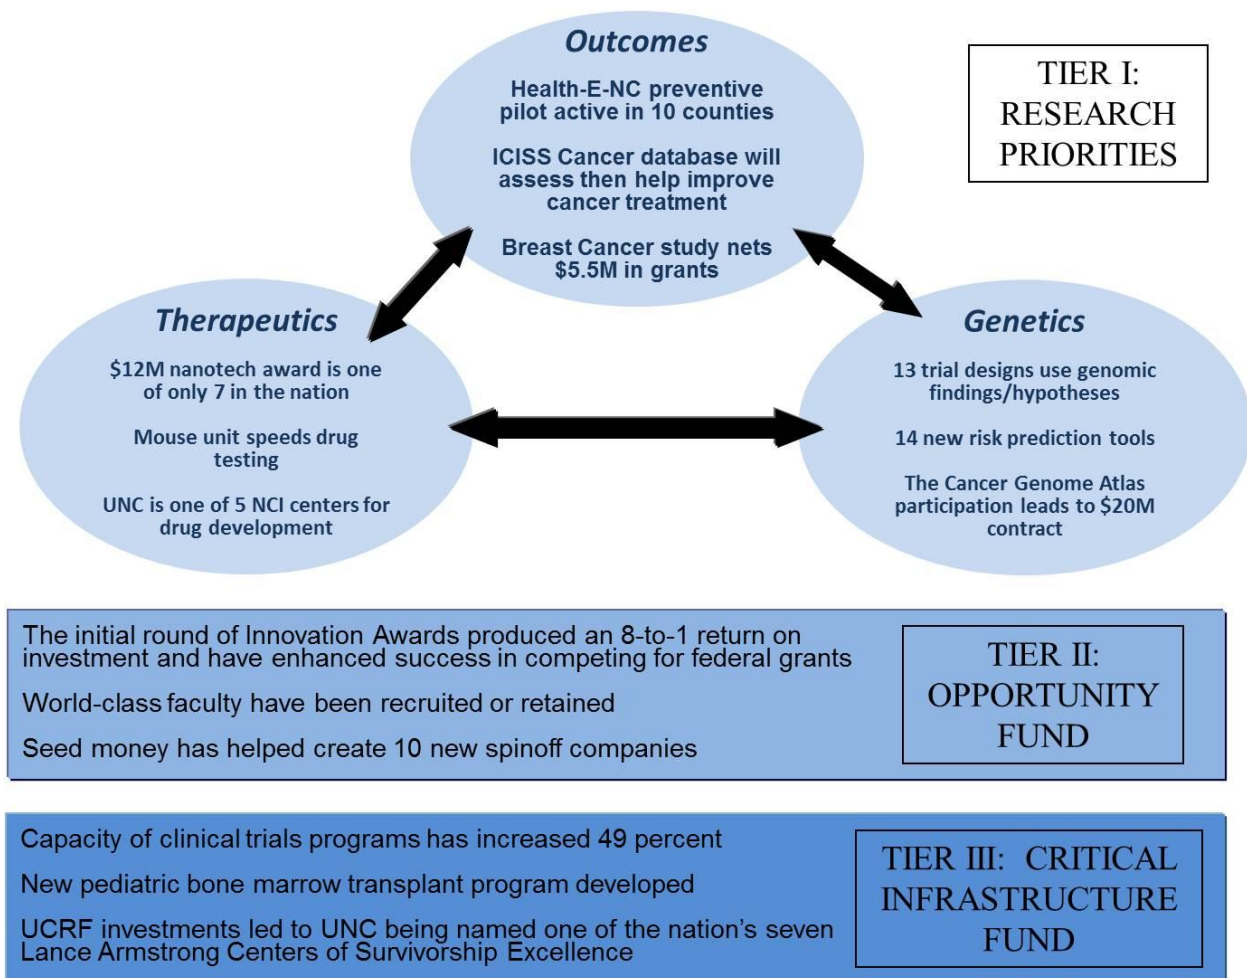 Outcomes
Health-E-NC preventive
pilot active in 10 counties
ICISS Cancer database will
assess then help improve
cancer treatment
Breast Cancer study nets
$5.5M in grants
TIER I:
RESEARCH
PRIORITIES
Therapeutics
$12M nanotech award is one
of only 7 in the nation
Mouse unit speeds drug
testing
UNC is one of 5 NCI centers for
drug development
Genetics
13 trial designs use genomic
findings/hypotheses
14 new risk prediction tools
The Cancer Genome Atlas
participation leads to $20M
contract
The initial round of Innovation Awards produced an 8-to-1 return on
investment and have enhanced success in competing for federal grants
World-class faculty have been recruited or retained
Seed money has helped create 10 new spinoff companies
TIER II:
OPPORTUNITY
FUND
Capacity of clinical trials programs has increased 49 percent
New pediatric bone marrow transplant program developed
UCRF investments led to UNC being named one of the nation’s seven
Lance Armstrong Centers of Survivorship Excellence
TIER III: CRITICAL
INFRASTRUCTURE
FUND